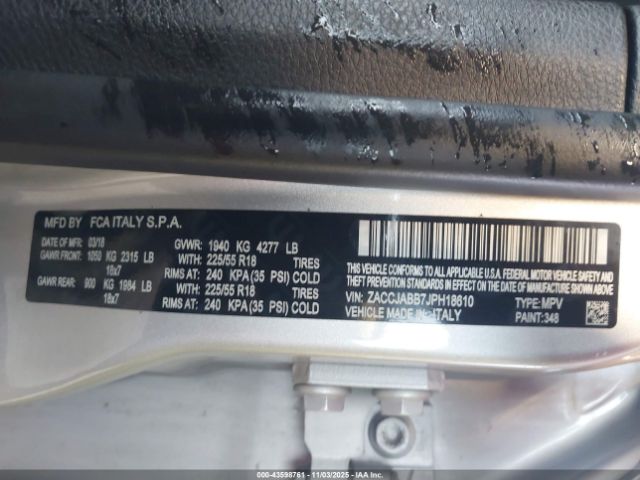 MFD BY FCA ITALY S.P.A.
DATE OF MFR: 03/18 GVWR: 1940 KG 4277 LB
GAWR FRONT: 1050 KG 2315 LB WITH: 225/55 R18 TIRES
18x7 RIMS AT: 240 KPA(35 PSI) COLD
GAWR REAR: 900 KG 1984 LB WITH: 225/55 R18 TIRES
18x7 RIMS AT: 240 KPA(35 PSI) COLD
THIS VEHICLE CONFORMS TO ALL APPLICABLE U.S.A. FEDERAL MOTOR VEHICLE SAFETY, BUMPER AND
THEFT PREVENTION STANDARDS IN EFFECT ON THE DATE OF MANUFACTURE SHOWN ABOVE.
VIN: ZACCJABB7JPH18610 TYPE: MPV
VEHICLE MADE IN: ITALY PAINT: 348
000-43598761 - 11/03/2025 - IAAI.COM